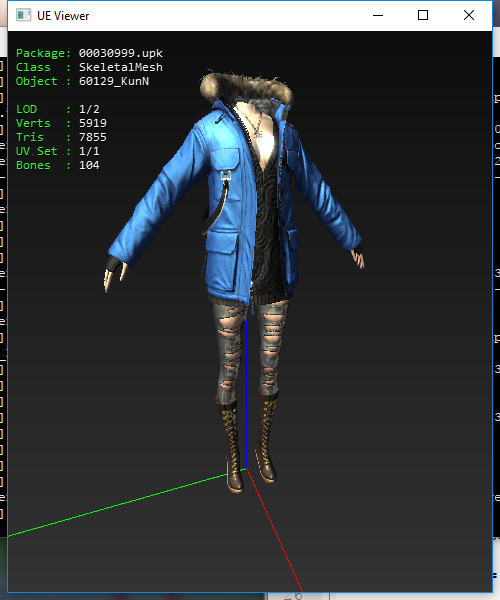 UE Viewer
Package: 00030999.upk
Class : SkeletalMesh
Object : 60129_KunN
LOD : 1/2
Verts : 5919
Tris : 7855
UV Set : 1/1
Bones : 104